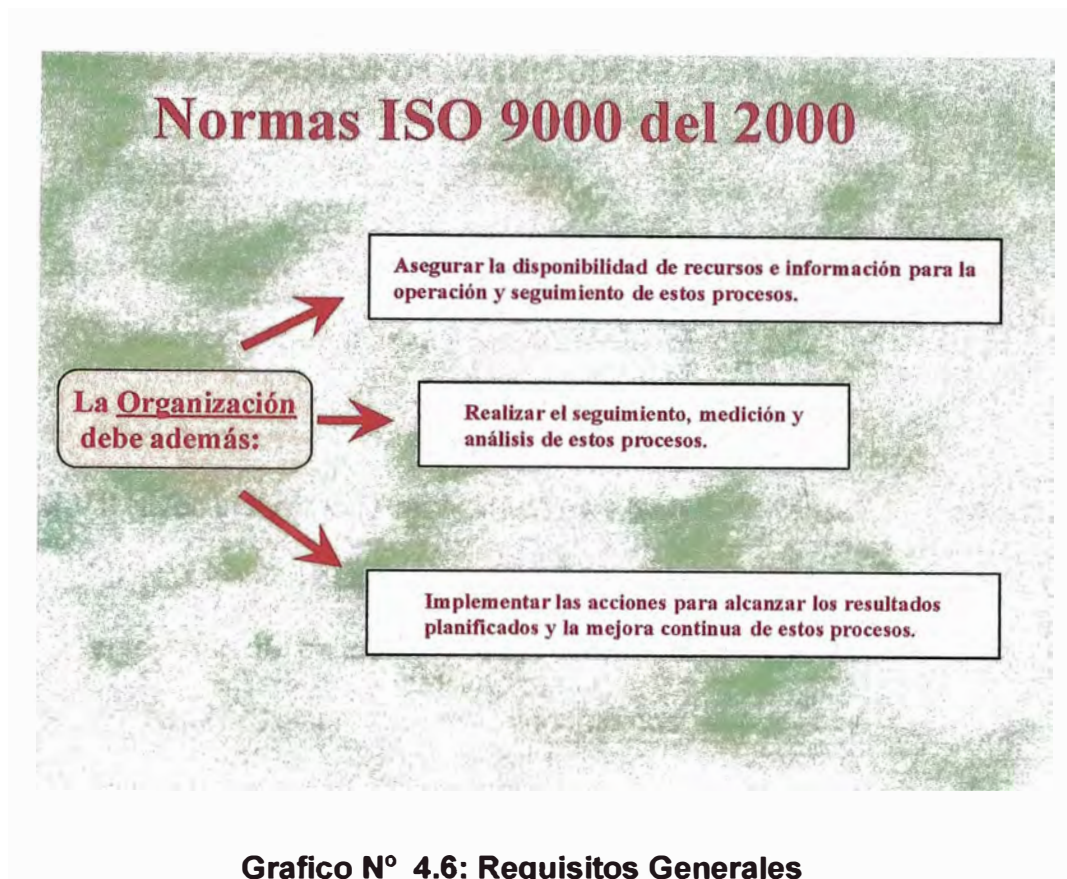 Normas ISO 9000 del 2000
Asegurar la disponibilidad de recursos e información para la
operación y seguimiento de estos procesos.
La Organización
debe además:
Realizar el seguimiento, medición y
análisis de estos procesos.
Implementar las acciones para alcanzar los resultados
planificados y la mejora continua de estos procesos.
Grafico Nº 4.6: Requisitos Generales